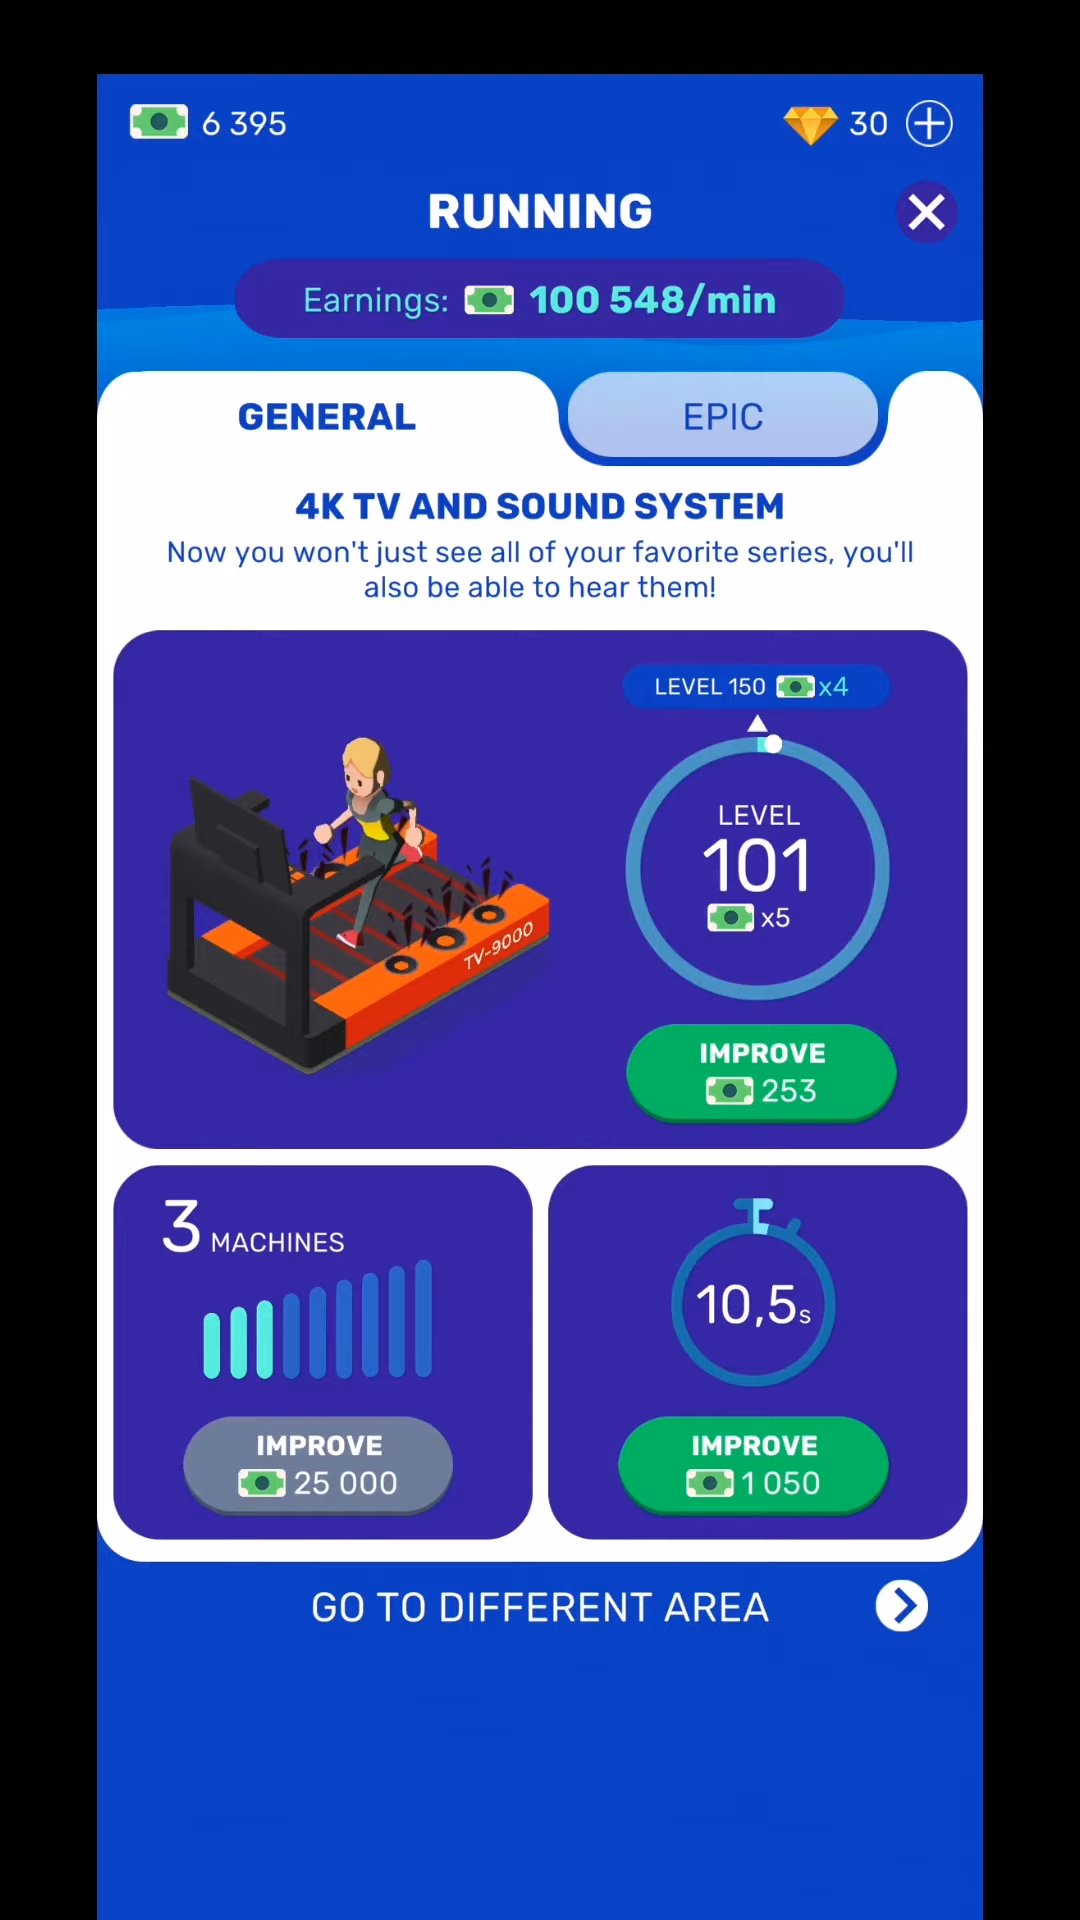 6 395
30
RUNNING
Earnings: 100 548/min
GENERAL
EPIC
4K TV AND SOUND SYSTEM
Now you won't just see all of your favorite series, you'll
also be able to hear them!
LEVEL 150 x4
LEVEL
101
x5
TV-9000
IMPROVE
253
3 MACHINES
IMPROVE
25 000
10,5s
IMPROVE
1 050
GO TO DIFFERENT AREA